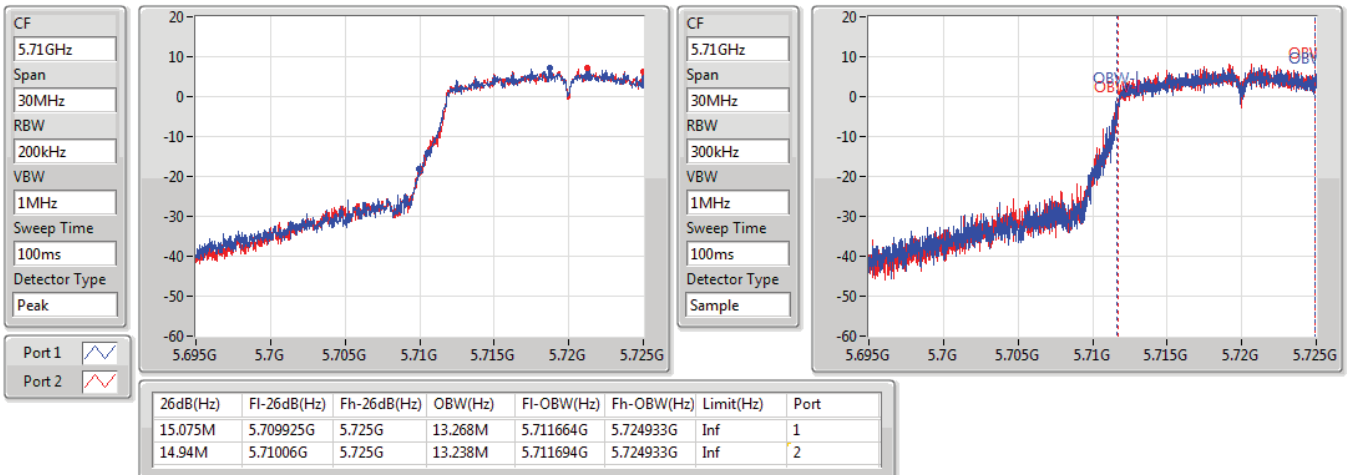 CF
5.71GHz
Span
30MHz
RBW
200kHz
VBW
1MHz
Sweep Time
100ms
Detector Type
Peak
Port 1
Port 2
20
10
0
-10
-20
-30
-40
-50
-60
5.695G 5.7G 5.705G 5.71G 5.715G 5.72G 5.725G
CF
5.71GHz
Span
30MHz
RBW
300kHz
VBW
1MHz
Sweep Time
100ms
Detector Type
Sample
20
10
0
-10
-20
-30
-40
-50
-60
OBW-L
5.695G 5.7G 5.705G 5.71G 5.715G 5.72G 5.725G
26dB(Hz) Fl-26dB(Hz) Fh-26dB(Hz) OBW(Hz) Fl-OBW(Hz) Fh-OBW(Hz) Limit(Hz) Port
15.075M 5.709925G 5.725G 13.268M 5.711664G 5.724933G Inf 1
14.94M 5.71006G 5.725G 13.238M 5.711694G 5.724933G Inf 2